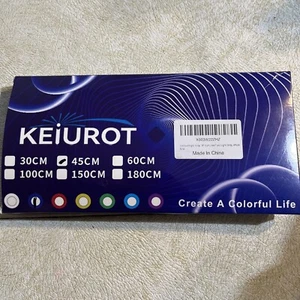 KEiUROT
Made In China
30CM 45CM 60CM
100CM 150CM 180CM
Create A Colorful Life